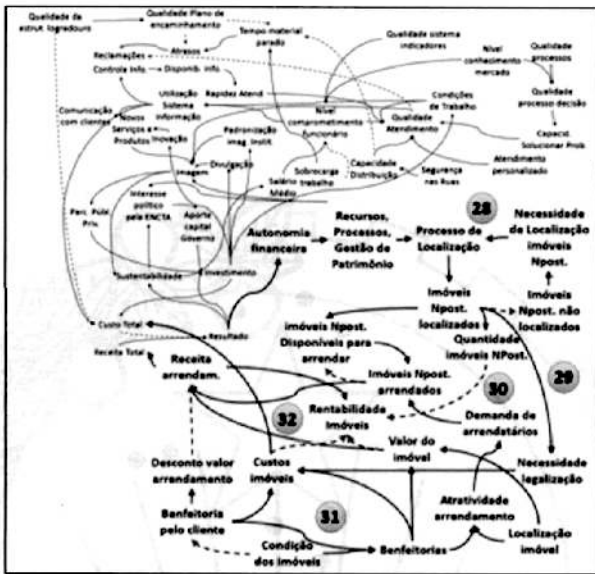 Qualidade de
estrut. logradouro
Qualidade Plano de
encaminhamento
Reclamações
Atrasos
Tempo material
parado
Qualidade sistema
indicadores
Nível
conhecimento
mercado
Qualidade
processos
Controla Info.
Disponib. info.
Rapidez Atend.
Utilização
Sistema
informação
Comunicação
com clientes
Novos
Serviços e
Produtos
Inovação
Nível
comprometimento
funcionário
Condições
de Trabalho
Qualidade
processo decisão
Qualidade
Atendimento
Capacid.
Solucionar Prob.
Padronização
imag. Instit.
Imagem
Divulgação
Sobrecarga
trabalho
Salário
Médio
Capacidade
Distribuição
Segurança
nas Ruas
Atendimento
personalizado
Interesse
político
pela ENCTA
Parc. Públ.
Priv.
Aporte
capital
Governo
Sustentabilidade
Investimento
Custo Total
Resultado
Receita Total
Autonomia
financeira
Recursos,
Processos,
Gestão de
Patrimônio
Processo de
Localização
28
Necessidade
de Localização
imóveis
Npost.
Imóveis
Npost.
localizados
Imóveis
Npost. não
localizados
imóveis Npost.
Disponíveis para
arrendar
Quantidade
imóveis NPost.
29
Receita
arrendam.
Imóveis Npost.
arrendados
30
32
Rentabilidade
Imóveis
Demanda de
arrendatários
Desconto valor
arrendamento
Custos
imóveis
Valor do
imóvel
Necessidade
legalização
Benfeitoria
pelo cliente
31
Atratividade
arrendamento
Condição
dos imóveis
Benfeitorias
Localização
imóvel